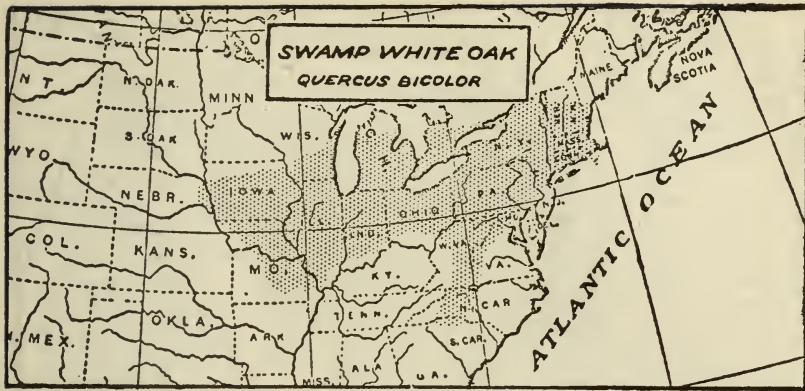 SWAMP WHITE OAK
QUERCUS BICOLOR
MAINE
NOVA
SCOTIA
N. DAK.
MINN
S. DAK
WIS.
N. Y.
WYO.
NEBR.
IOWA
PA.
OHIO
IND.
COL.
KANS.
MO.
W.VA.
VA.
KY.
OKLA.
ARK
TENN.
N. CAR
S. CAR.
N. MEX.
MISS.
ALA
GA.
ATLANTIC OCEAN